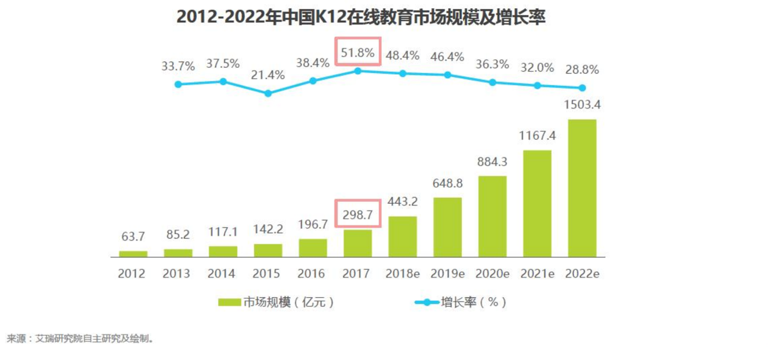 2012-2022年中国K12在线教育市场规模及增长率
33.7% 37.5% 21.4% 38.4% 51.8% 48.4% 46.4% 36.3% 32.0% 28.8%
63.7 85.2 117.1 142.2 196.7 298.7 443.2 648.8 884.3 1167.4 1503.4
2012 2013 2014 2015 2016 2017 2018e 2019e 2020e 2021e 2022e
市场规模（亿元） 增长率（%）
来源：艾瑞研究院自主研究及绘制。